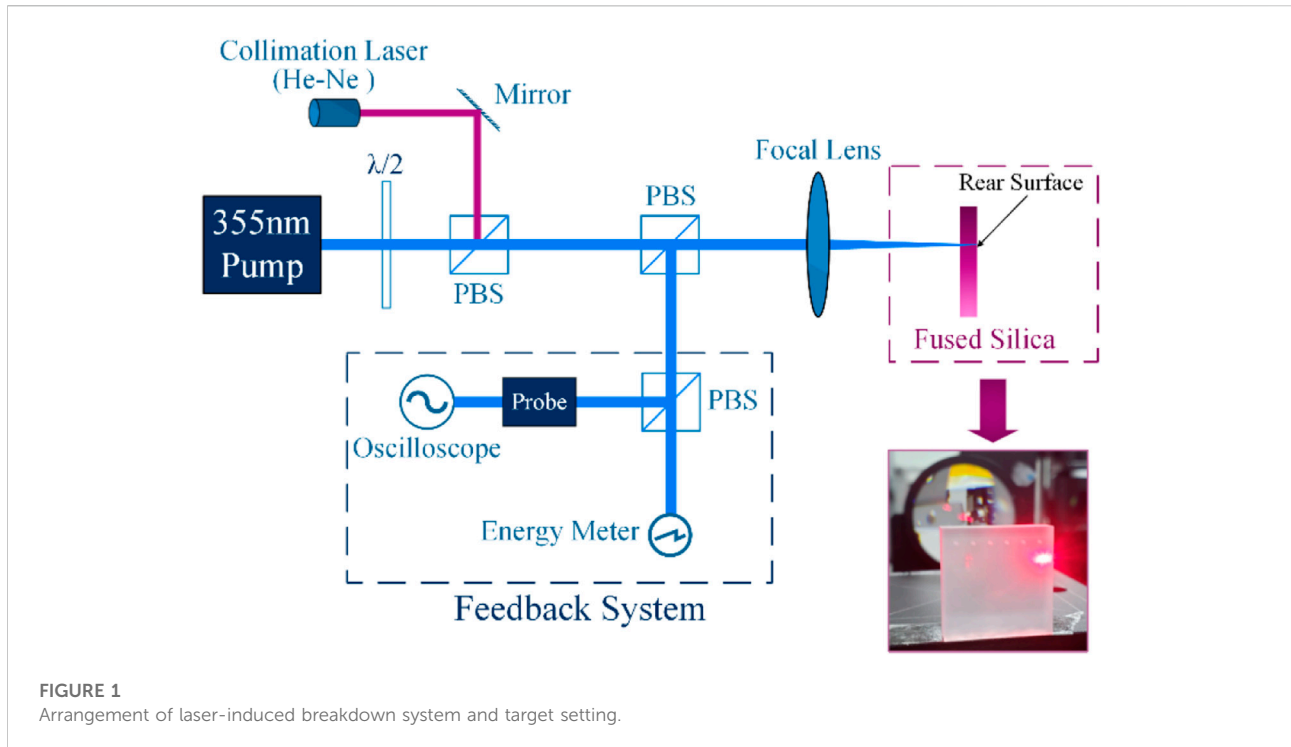 Collimation Laser
(He-Ne )
Mirror
λ/2
Focal Lens
PBS
Rear Surface
355nm
Pump
PBS
Fused Silica
Probe
PBS
Oscilloscope
Energy Meter
Feedback System
FIGURE 1
Arrangement of laser-induced breakdown system and target setting.